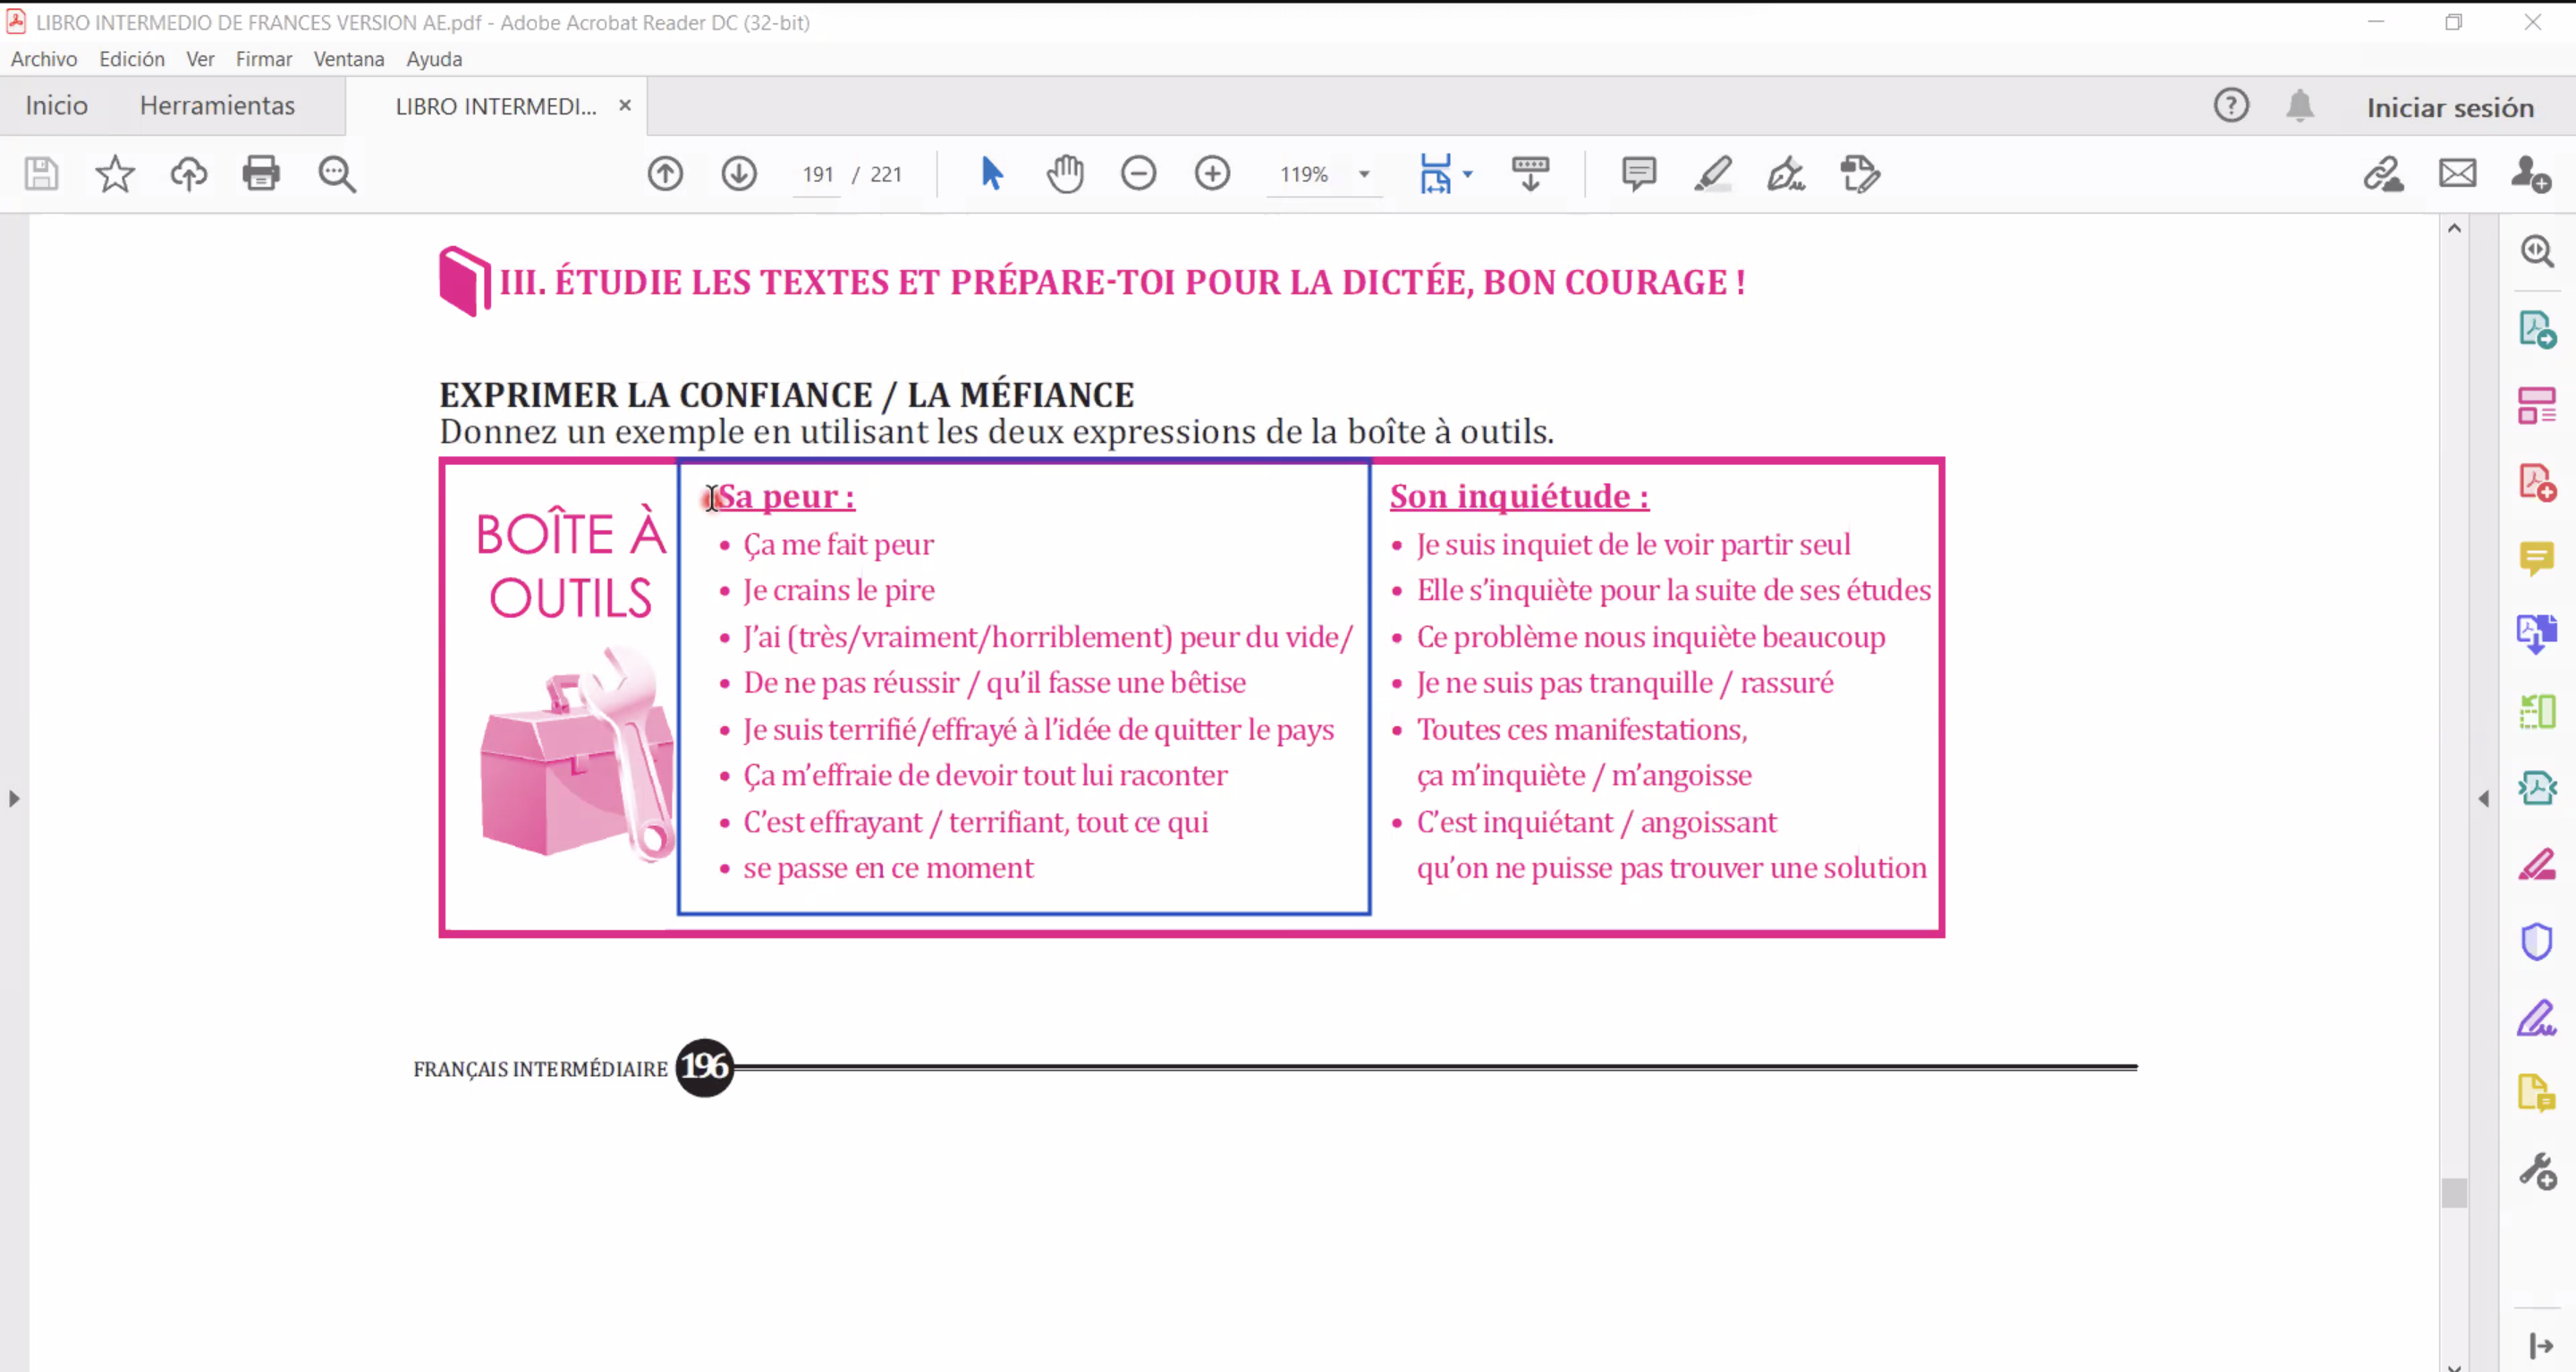 LIBRO INTERMEDIO DE FRANCES VERSION AE.pdf - Adobe Acrobat Reader DC (32-bit)
Archivo Edición Ver Firmar Ventana Ayuda
Inicio Herramientas LIBRO INTERMEDI... × Iniciar sesión
191 / 221 119%
III. ÉTUDIE LES TEXTES ET PRÉPARE-TOI POUR LA DICTÉE, BON COURAGE !
EXPRIMER LA CONFIANCE / LA MÉFIANCE
Donnez un exemple en utilisant les deux expressions de la boîte à outils.
BOÎTE À
OUTILS
Sa peur :
• Ça me fait peur
• Je crains le pire
• J’ai (très/vraiment/horriblement) peur du vide/
• De ne pas réussir / qu’il fasse une bêtise
• Je suis terrifié/effrayé à l’idée de quitter le pays
• Ça m’effraie de devoir tout lui raconter
• C’est effrayant / terrifiant, tout ce qui
• se passe en ce moment
Son inquiétude :
• Je suis inquiet de le voir partir seul
• Elle s’inquiète pour la suite de ses études
• Ce problème nous inquiète beaucoup
• Je ne suis pas tranquille / rassuré
• Toutes ces manifestations,
ça m’inquiète / m’angoisse
• C’est inquiétant / angoissant
qu’on ne puisse pas trouver une solution
FRANÇAIS INTERMÉDIAIRE 196